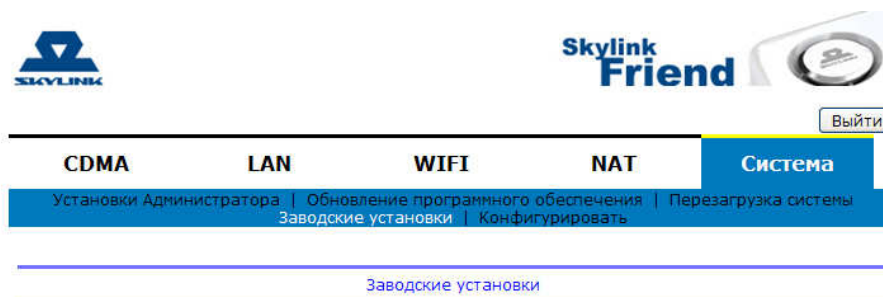 SKYLINK
Skylink
Friend
Выйти
CDMA LAN WIFI NAT Система
Установки Администратора | Обновление программного обеспечения | Перезагрузка системы
Заводские установки | Конфигурировать
Заводские установки